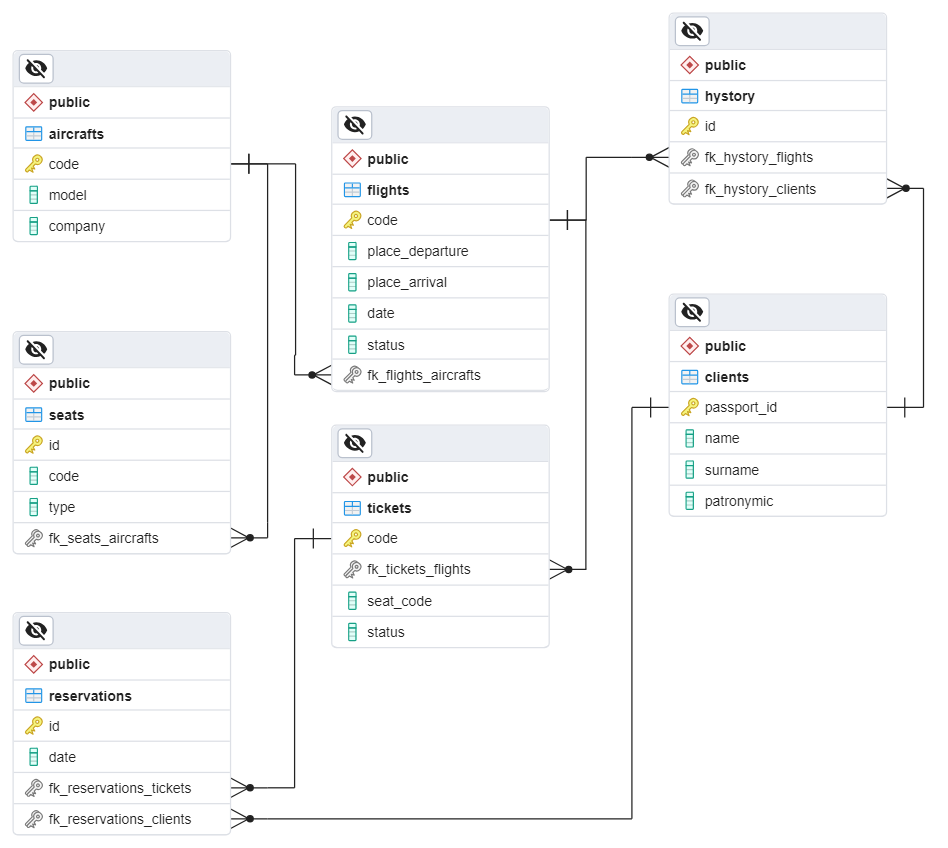 public
aircrafts
code
model
company
public
seats
id
code
type
fk_seats_aircrafts
public
reservations
id
date
fk_reservations_tickets
fk_reservations_clients
public
flights
code
place_departure
place_arrival
date
status
fk_flights_aircrafts
public
tickets
code
fk_tickets_flights
seat_code
status
public
hystory
id
fk_hystory_flights
fk_hystory_clients
public
clients
passport_id
name
surname
patronymic